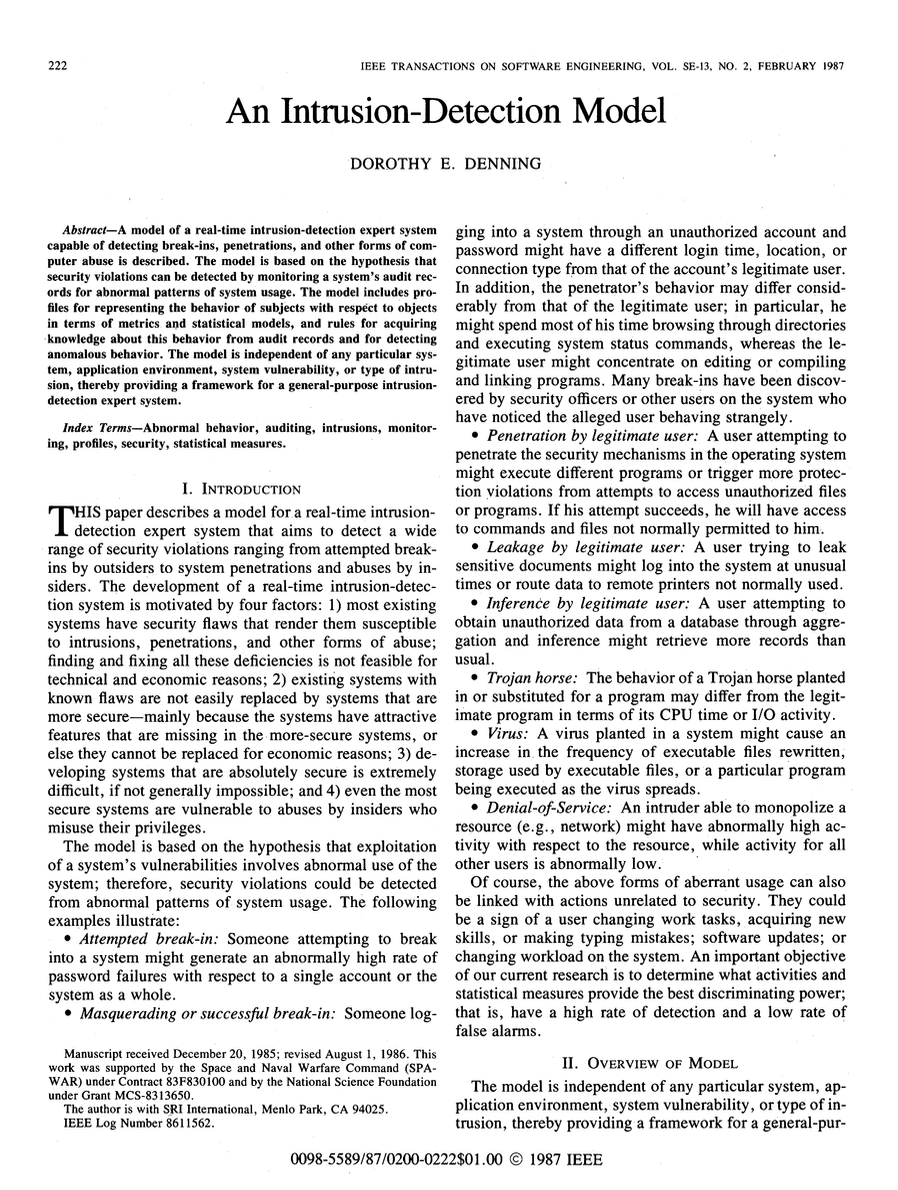 222
IEEE TRANSACTIONS ON SOFTWARE ENGINEERING, VOL. SE-13, NO. 2, FEBRUARY 1987
An Intrusion-Detection Model
DOROTHY E. DENNING
Abstract—A model of a real-time intrusion-detection expert system
capable of detecting break-ins, penetrations, and other forms of com-
puter abuse is described. The model is based on the hypothesis that
security violations can be detected by monitoring a system's audit rec-
ords for abnormal patterns of system usage. The model includes pro-
files for representing the behavior of subjects with respect to objects
in terms of metrics and statistical models, and rules for acquiring
knowledge about this behavior from audit records and for detecting
anomalous behavior. The model is independent of any particular sys-
tem, application environment, system vulnerability, or type of intru-
sion, thereby providing a framework for a general-purpose intrusion-
detection expert system.
Index Terms—Abnormal behavior, auditing, intrusions, monitor-
ing, profiles, security, statistical measures.
I. INTRODUCTION
THIS paper describes a model for a real-time intrusion-
detection expert system that aims to detect a wide
range of security violations ranging from attempted break-
ins by outsiders to system penetrations and abuses by in-
siders. The development of a real-time intrusion-detec-
tion system is motivated by four factors: 1) most existing
systems have security flaws that render them susceptible
to intrusions, penetrations, and other forms of abuse;
finding and fixing all these deficiencies is not feasible for
technical and economic reasons; 2) existing systems with
known flaws are not easily replaced by systems that are
more secure—mainly because the systems have attractive
features that are missing in the more-secure systems, or
else they cannot be replaced for economic reasons; 3) de-
veloping systems that are absolutely secure is extremely
difficult, if not generally impossible; and 4) even the most
secure systems are vulnerable to abuses by insiders who
misuse their privileges.
The model is based on the hypothesis that exploitation
of a system's vulnerabilities involves abnormal use of the
system; therefore, security violations could be detected
from abnormal patterns of system usage. The following
examples illustrate:
• Attempted break-in: Someone attempting to break
into a system might generate an abnormally high rate of
password failures with respect to a single account or the
system as a whole.
• Masquerading or successful break-in: Someone log-
Manuscript received December 20, 1985; revised August 1, 1986. This
work was supported by the Space and Naval Warfare Command (SPA-
WAR) under Contract 83F830100 and by the National Science Foundation
under Grant MCS-8313650.
The author is with SRI International, Menlo Park, CA 94025.
IEEE Log Number 8611562.
ging into a system through an unauthorized account and
password might have a different login time, location, or
connection type from that of the account's legitimate user.
In addition, the penetrator's behavior may differ consid-
erably from that of the legitimate user; in particular, he
might spend most of his time browsing through directories
and executing system status commands, whereas the le-
gitimate user might concentrate on editing or compiling
and linking programs. Many break-ins have been discov-
ered by security officers or other users on the system who
have noticed the alleged user behaving strangely.
• Penetration by legitimate user: A user attempting to
penetrate the security mechanisms in the operating system
might execute different programs or trigger more protec-
tion violations from attempts to access unauthorized files
or programs. If his attempt succeeds, he will have access
to commands and files not normally permitted to him.
• Leakage by legitimate user: A user trying to leak
sensitive documents might log into the system at unusual
times or route data to remote printers not normally used.
• Inference by legitimate user: A user attempting to
obtain unauthorized data from a database through aggre-
gation and inference might retrieve more records than
usual.
• Trojan horse: The behavior of a Trojan horse planted
in or substituted for a program may differ from the legit-
imate program in terms of its CPU time or I/O activity.
• Virus: A virus planted in a system might cause an
increase in the frequency of executable files rewritten,
storage used by executable files, or a particular program
being executed as the virus spreads.
• Denial-of-Service: An intruder able to monopolize a
resource (e.g., network) might have abnormally high ac-
tivity with respect to the resource, while activity for all
other users is abnormally low.
Of course, the above forms of aberrant usage can also
be linked with actions unrelated to security. They could
be a sign of a user changing work tasks, acquiring new
skills, or making typing mistakes; software updates; or
changing workload on the system. An important objective
of our current research is to determine what activities and
statistical measures provide the best discriminating power;
that is, have a high rate of detection and a low rate of
false alarms.
II. OVERVIEW OF MODEL
The model is independent of any particular system, ap-
plication environment, system vulnerability, or type of in-
trusion, thereby providing a framework for a general-pur-
0098-5589/87/0200-0222$01.00 © 1987 IEEE